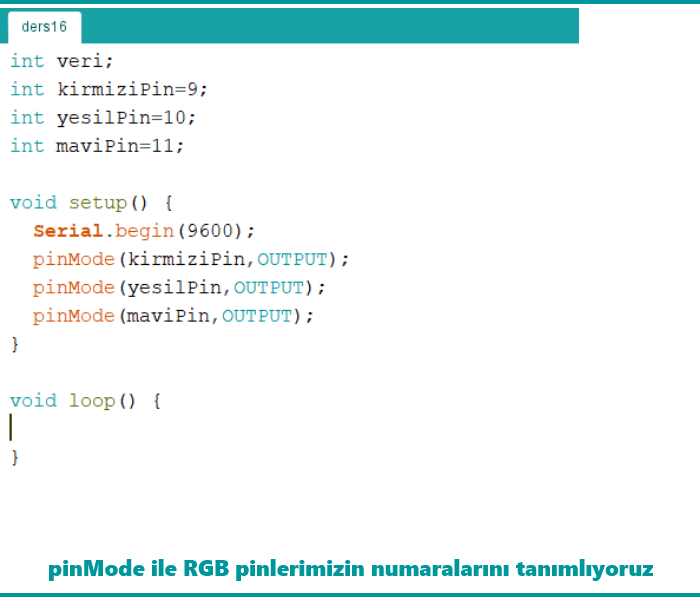 ders16
int veri;
int kirmiziPin=9;
int yesilPin=10;
int maviPin=11;
void setup() {
  Serial.begin(9600);
  pinMode(kirmiziPin,OUTPUT);
  pinMode(yesilPin,OUTPUT);
  pinMode(maviPin,OUTPUT);
}
void loop() {
}
pinMode ile RGB pinlerimizin numaralarını tanımlıyoruz